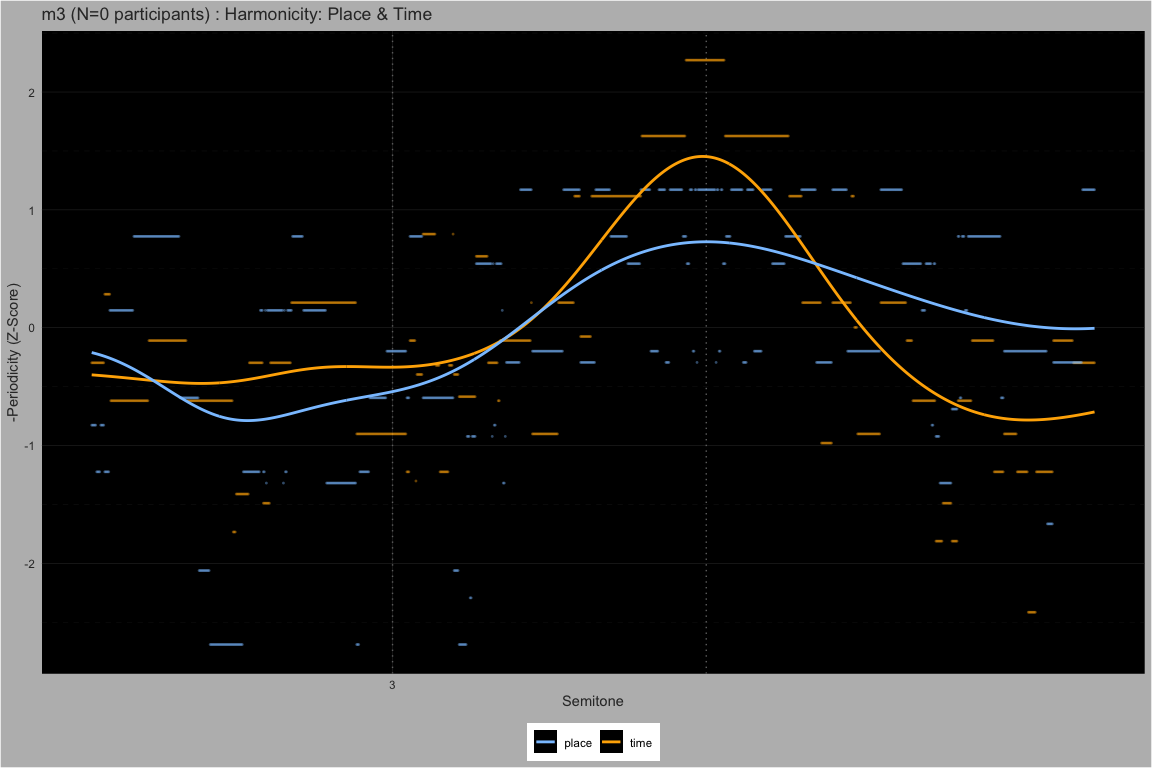 m3 (N=0 participants) : Harmonicity: Place & Time
-Periodicity (Z-Score)
2
1
0
-1
-2
3
Semitone
place time